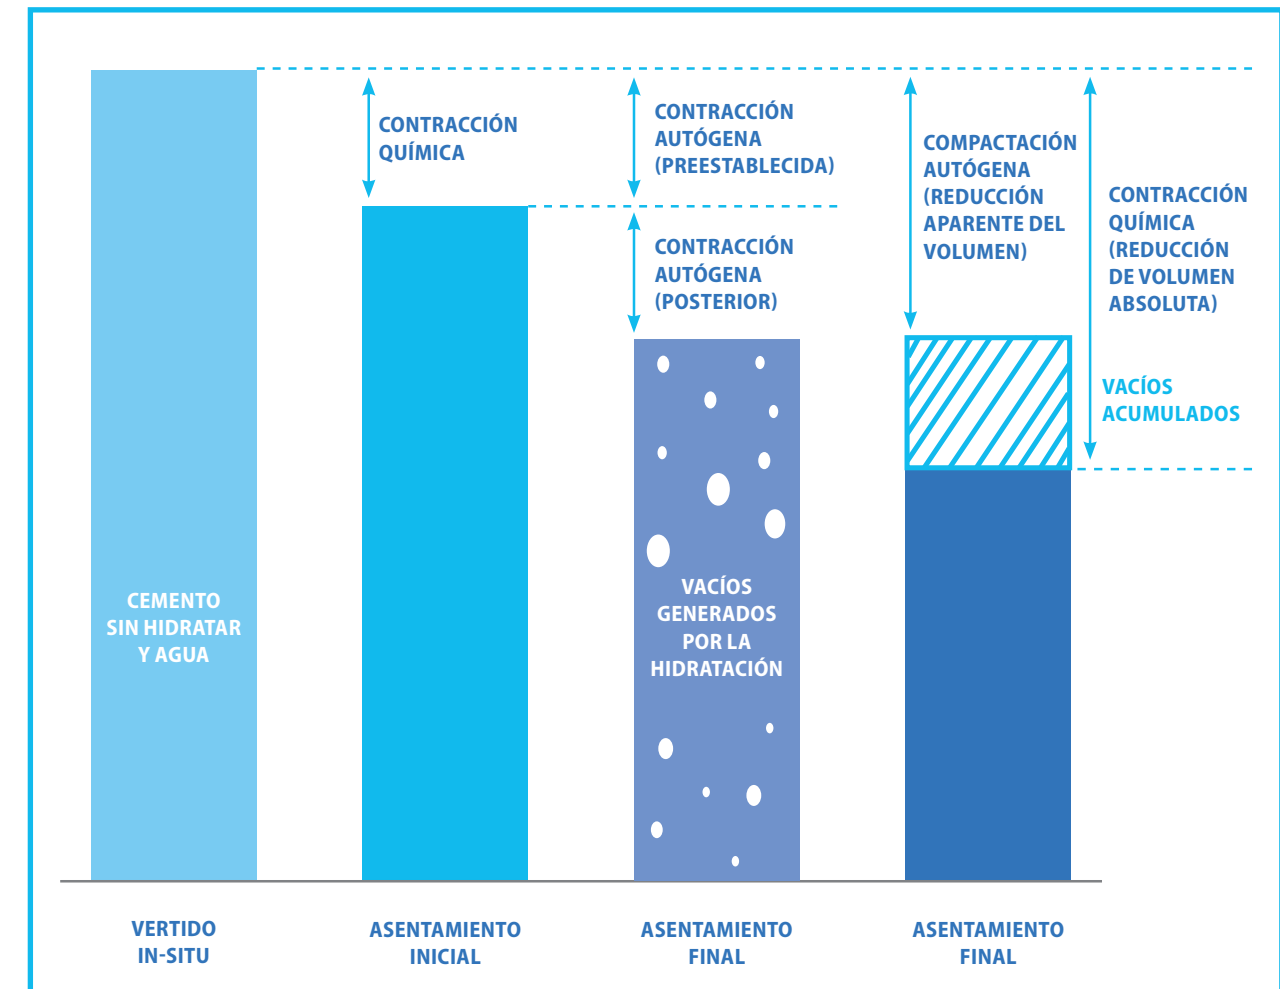 CONTRACCIÓN
QUÍMICA
CONTRACCIÓN
AUTÓGENA
(PREESTABLECIDA)
CONTRACCIÓN
AUTÓGENA
(POSTERIOR)
COMPACTACIÓN
AUTÓGENA
(REDUCCIÓN
APARENTE DEL
VOLUMEN)
CONTRACCIÓN
QUÍMICA
(REDUCCIÓN
DE VOLUMEN
ABSOLUTA)
VACÍOS
ACUMULADOS
CEMENTO
SIN HIDRATAR
Y AGUA
VACÍOS
GENERADOS
POR LA
HIDRATACIÓN
VERTIDO
IN-SITU
ASENTAMIENTO
INICIAL
ASENTAMIENTO
FINAL
ASENTAMIENTO
FINAL